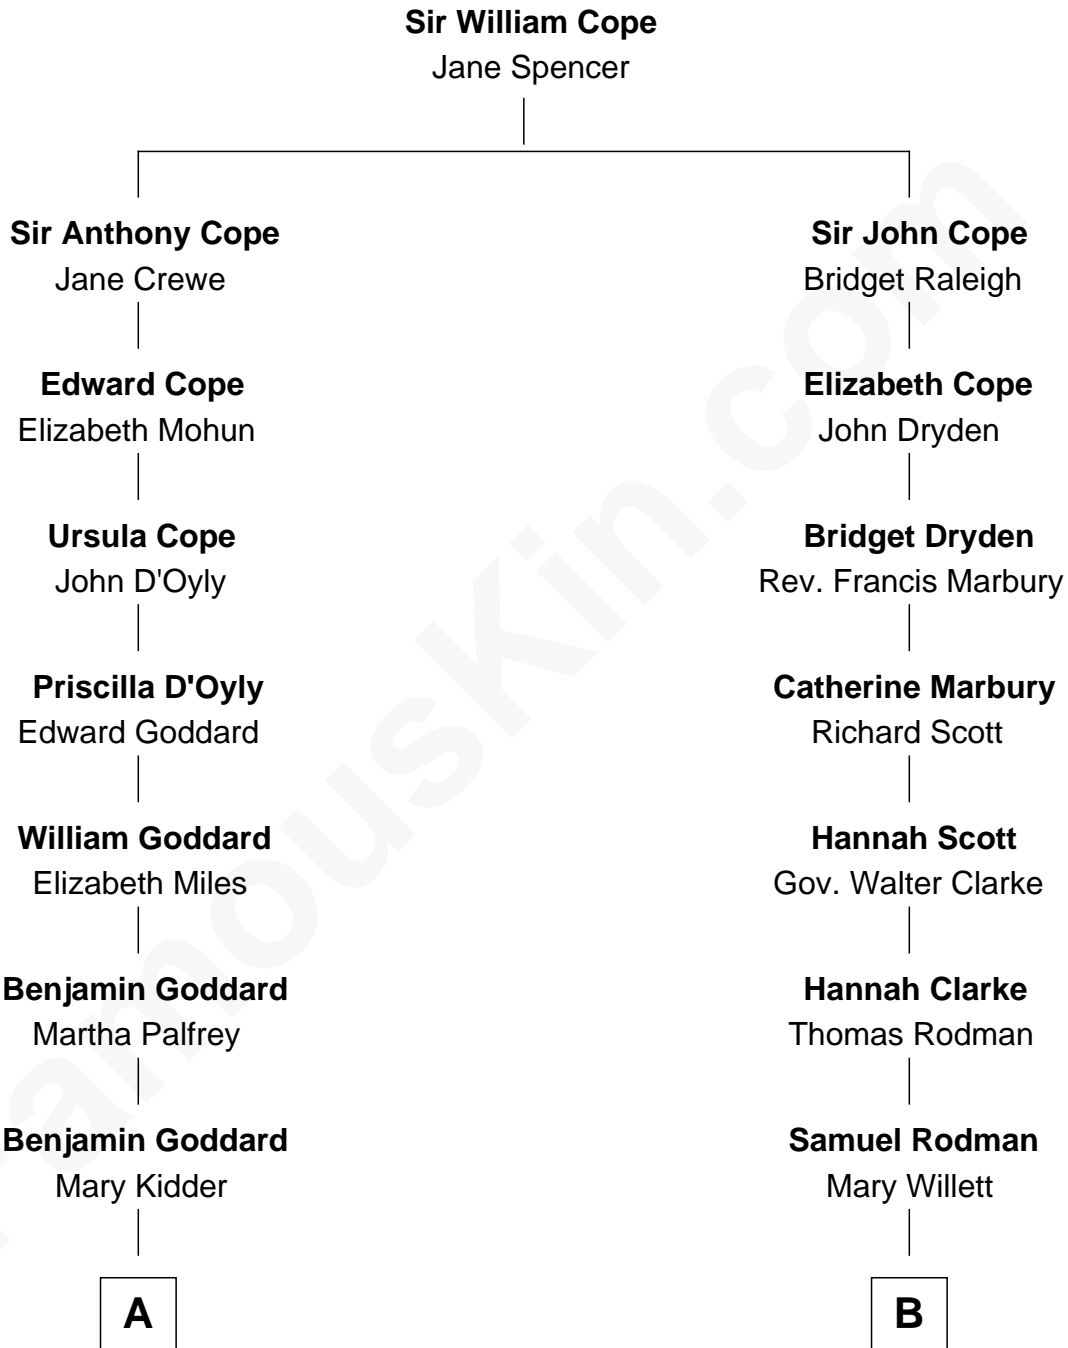 Sir William Cope
Jane Spencer
Sir Anthony Cope
Jane Crewe
Sir John Cope
Bridget Raleigh
Edward Cope
Elizabeth Mohun
Elizabeth Cope
John Dryden
Ursula Cope
John D'Oyly
Bridget Dryden
Rev. Francis Marbury
Priscilla D'Oyly
Edward Goddard
Catherine Marbury
Richard Scott
William Goddard
Elizabeth Miles
Hannah Scott
Gov. Walter Clarke
Benjamin Goddard
Martha Palfrey
Hannah Clarke
Thomas Rodman
Benjamin Goddard
Mary Kidder
Samuel Rodman
Mary Willett
A
B
FamousKin.com